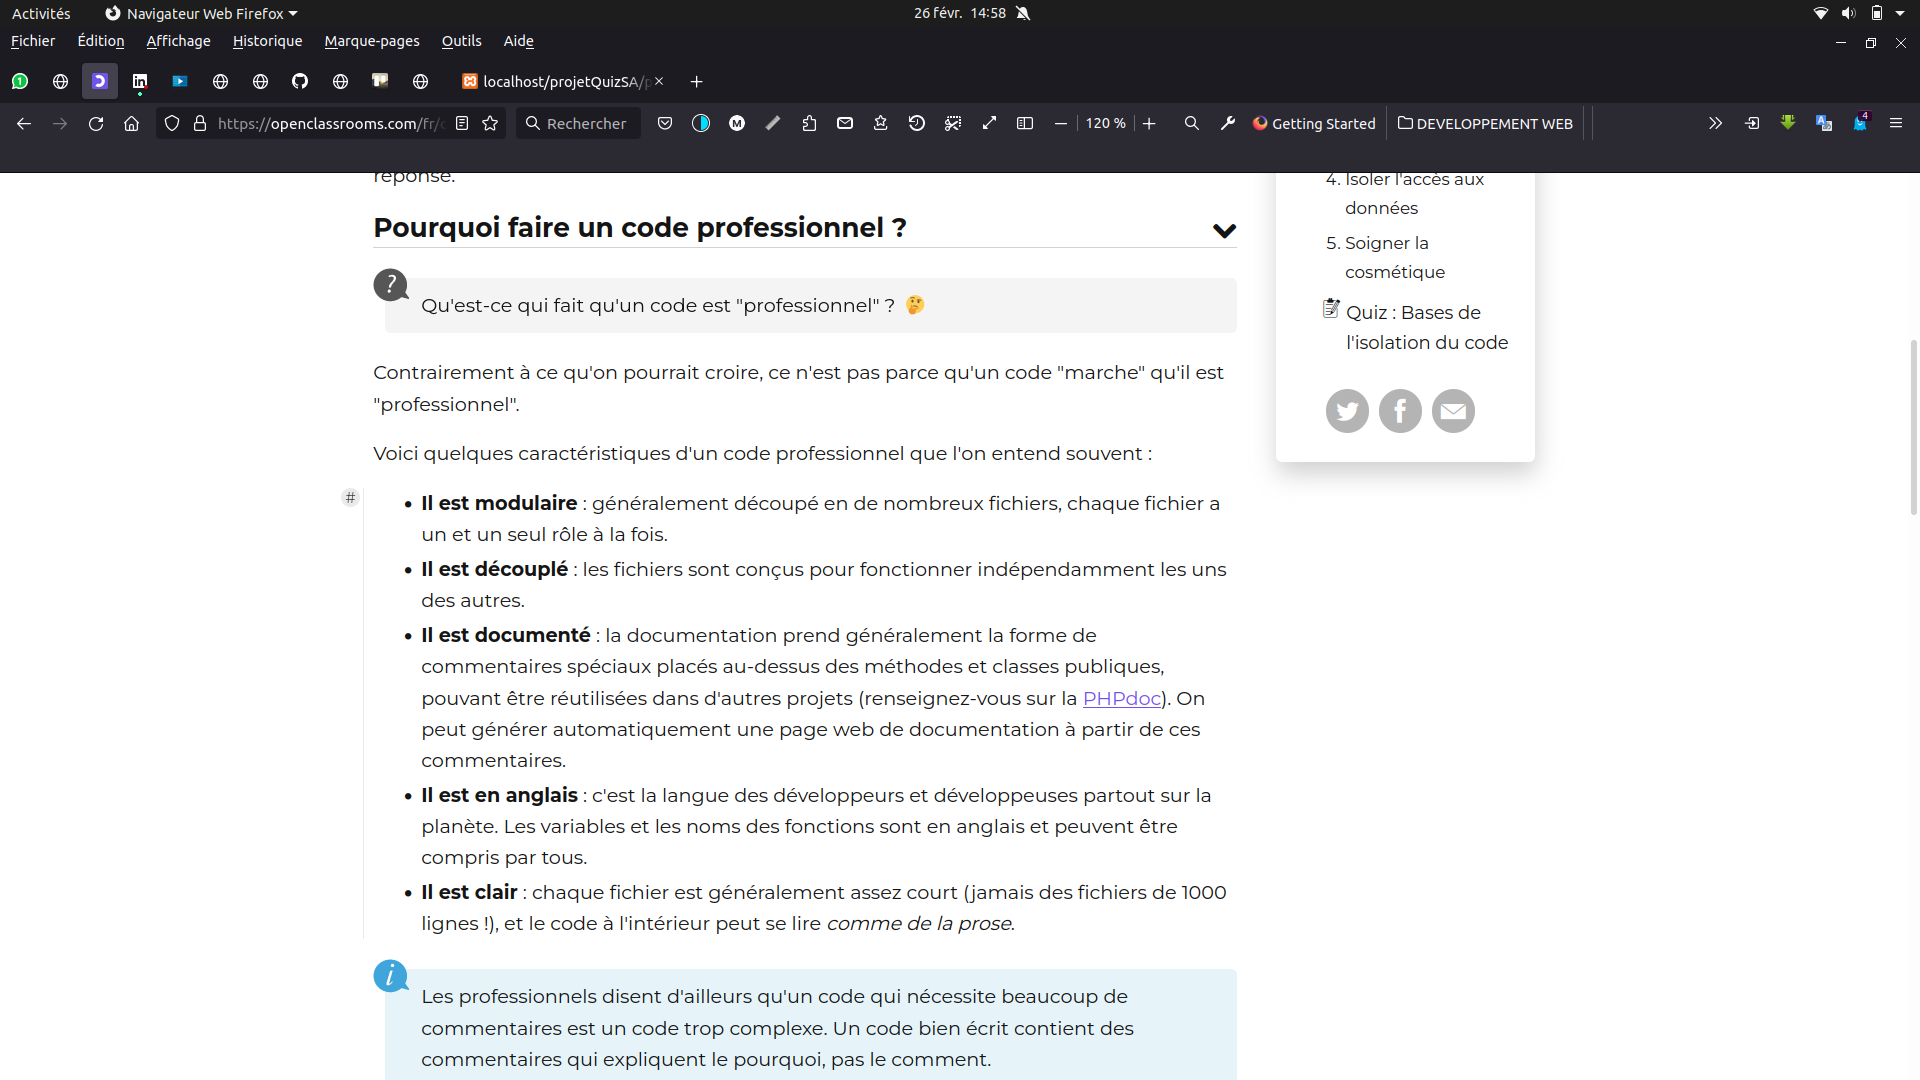 Activités
Navigateur Web Firefox
26 févr. 14:58
Fichier Édition Affichage Historique Marque-pages Outils Aide
localhost/projetQuizSA/
https://openclassrooms.com/fr/
Rechercher
120 %
Getting Started
DEVELOPPEMENT WEB
4
réponse.
Pourquoi faire un code professionnel ?
?
Qu'est-ce qui fait qu'un code est "professionnel" ? 🤔
Contrairement à ce qu'on pourrait croire, ce n'est pas parce qu'un code "marche" qu'il est
"professionnel".
Voici quelques caractéristiques d'un code professionnel que l'on entend souvent :
#
• Il est modulaire : généralement découpé en de nombreux fichiers, chaque fichier a
un et un seul rôle à la fois.
• Il est découplé : les fichiers sont conçus pour fonctionner indépendamment les uns
des autres.
• Il est documenté : la documentation prend généralement la forme de
commentaires spéciaux placés au-dessus des méthodes et classes publiques,
pouvant être réutilisées dans d'autres projets (renseignez-vous sur la PHPdoc). On
peut générer automatiquement une page web de documentation à partir de ces
commentaires.
• Il est en anglais : c'est la langue des développeurs et développeuses partout sur la
planète. Les variables et les noms des fonctions sont en anglais et peuvent être
compris par tous.
• Il est clair : chaque fichier est généralement assez court (jamais des fichiers de 1000
lignes !), et le code à l'intérieur peut se lire comme de la prose.
i
Les professionnels disent d'ailleurs qu'un code qui nécessite beaucoup de
commentaires est un code trop complexe. Un code bien écrit contient des
commentaires qui expliquent le pourquoi, pas le comment.
4. Isoler l'accès aux
données
5. Soigner la
cosmétique
Quiz : Bases de
l'isolation du code